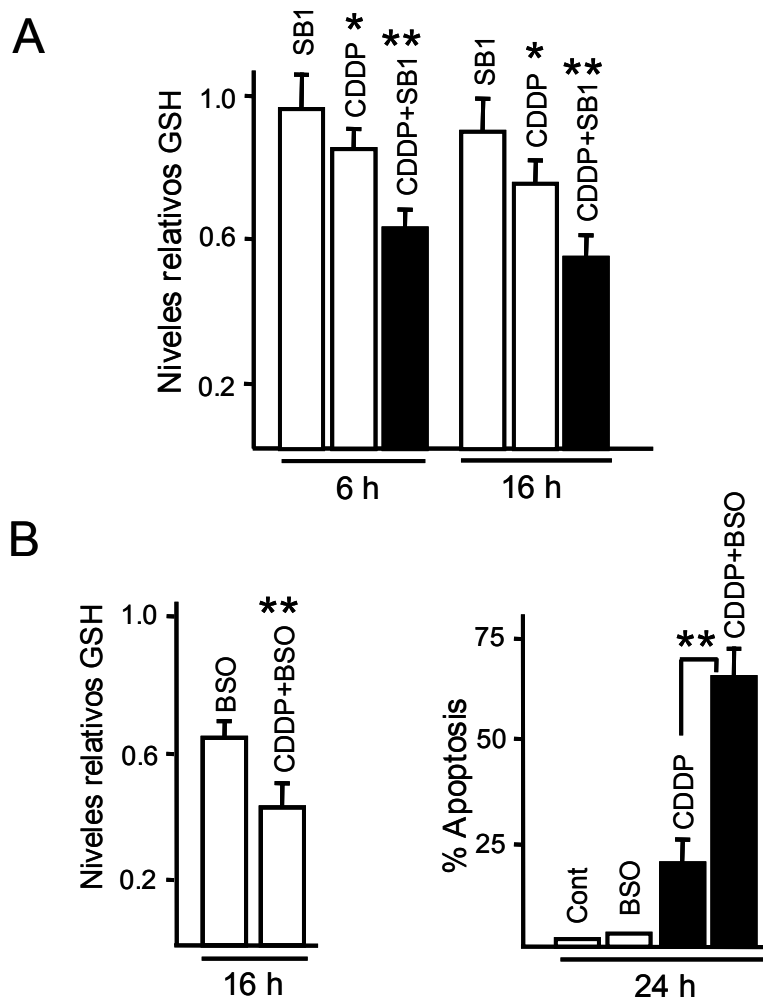 A
Niveles relativos GSH
1.0
0.6
0.2
SB1
CDDP
*
CDDP+SB1
**
SB1
CDDP
*
CDDP+SB1
**
6 h
16 h
B
Niveles relativos GSH
1.0
0.6
0.2
BSO
CDDP+BSO
**
16 h
% Apoptosis
75
50
25
Cont
BSO
CDDP
**
CDDP+BSO
24 h